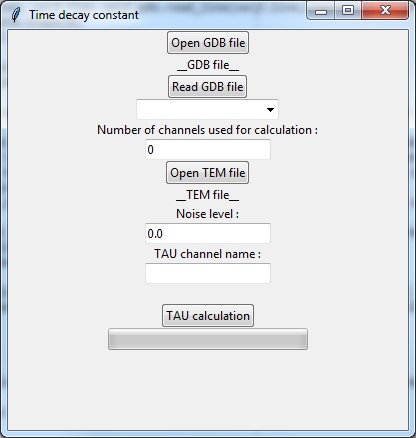 Time decay constant
Open GDB file
__GDB file__
Read GDB file
Number of channels used for calculation :
0
Open TEM file
__TEM file__
Noise level :
0.0
TAU channel name :
TAU calculation